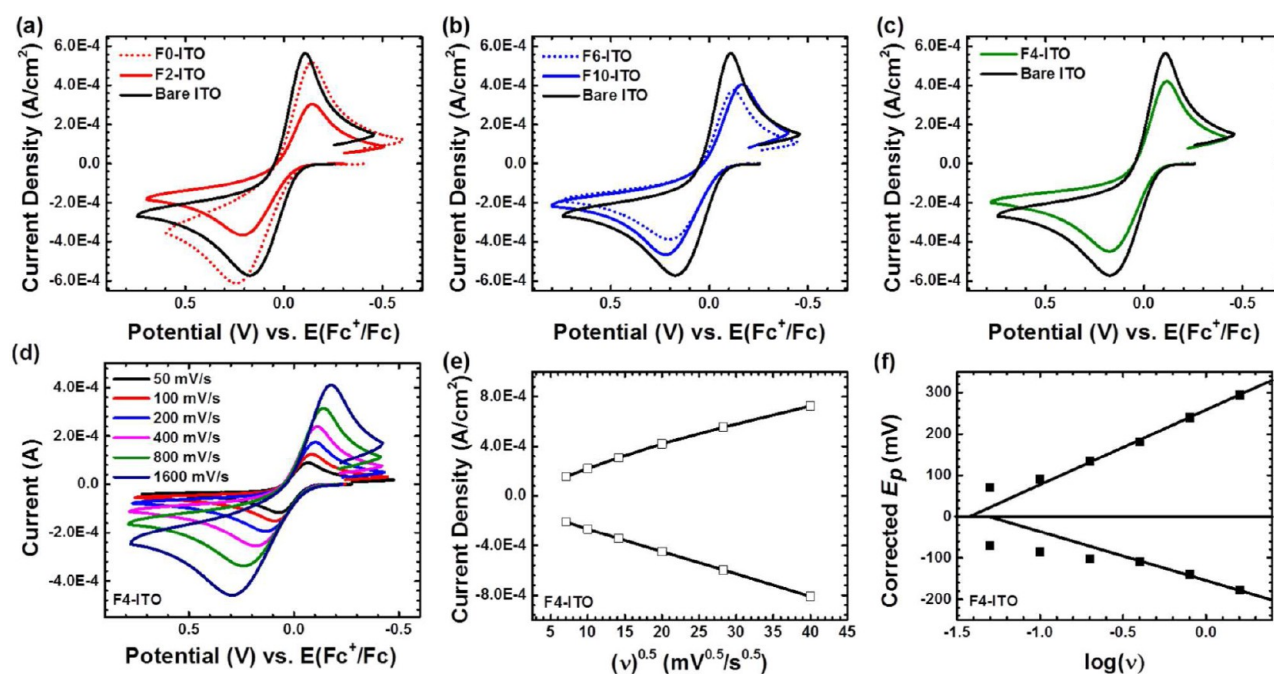 (a)
Current Density (A/cm²)
6.0E-4
4.0E-4
2.0E-4
0.0
-2.0E-4
-4.0E-4
-6.0E-4
F0-ITO
F2-ITO
Bare ITO
0.5 0.0 -0.5
Potential (V) vs. E(Fc⁺/Fc)
(b)
Current Density (A/cm²)
6.0E-4
4.0E-4
2.0E-4
0.0
-2.0E-4
-4.0E-4
-6.0E-4
F6-ITO
F10-ITO
Bare ITO
0.5 0.0 -0.5
Potential (V) vs. E(Fc⁺/Fc)
(c)
Current Density (A/cm²)
6.0E-4
4.0E-4
2.0E-4
0.0
-2.0E-4
-4.0E-4
-6.0E-4
F4-ITO
Bare ITO
0.5 0.0 -0.5
Potential (V) vs. E(Fc⁺/Fc)
(d)
Current (A)
4.0E-4
2.0E-4
0.0
-2.0E-4
-4.0E-4
50 mV/s
100 mV/s
200 mV/s
400 mV/s
800 mV/s
1600 mV/s
F4-ITO
0.5 0.0 -0.5
Potential (V) vs. E(Fc⁺/Fc)
(e)
Current Density (A/cm²)
8.0E-4
4.0E-4
0.0
-4.0E-4
-8.0E-4
F4-ITO
5 10 15 20 25 30 35 40 45
(ν)⁰·⁵ (mV⁰·⁵/s⁰·⁵)
(f)
Corrected Eₚ (mV)
300
200
100
0
-100
-200
F4-ITO
-1.5 -1.0 -0.5 0.0
log(ν)